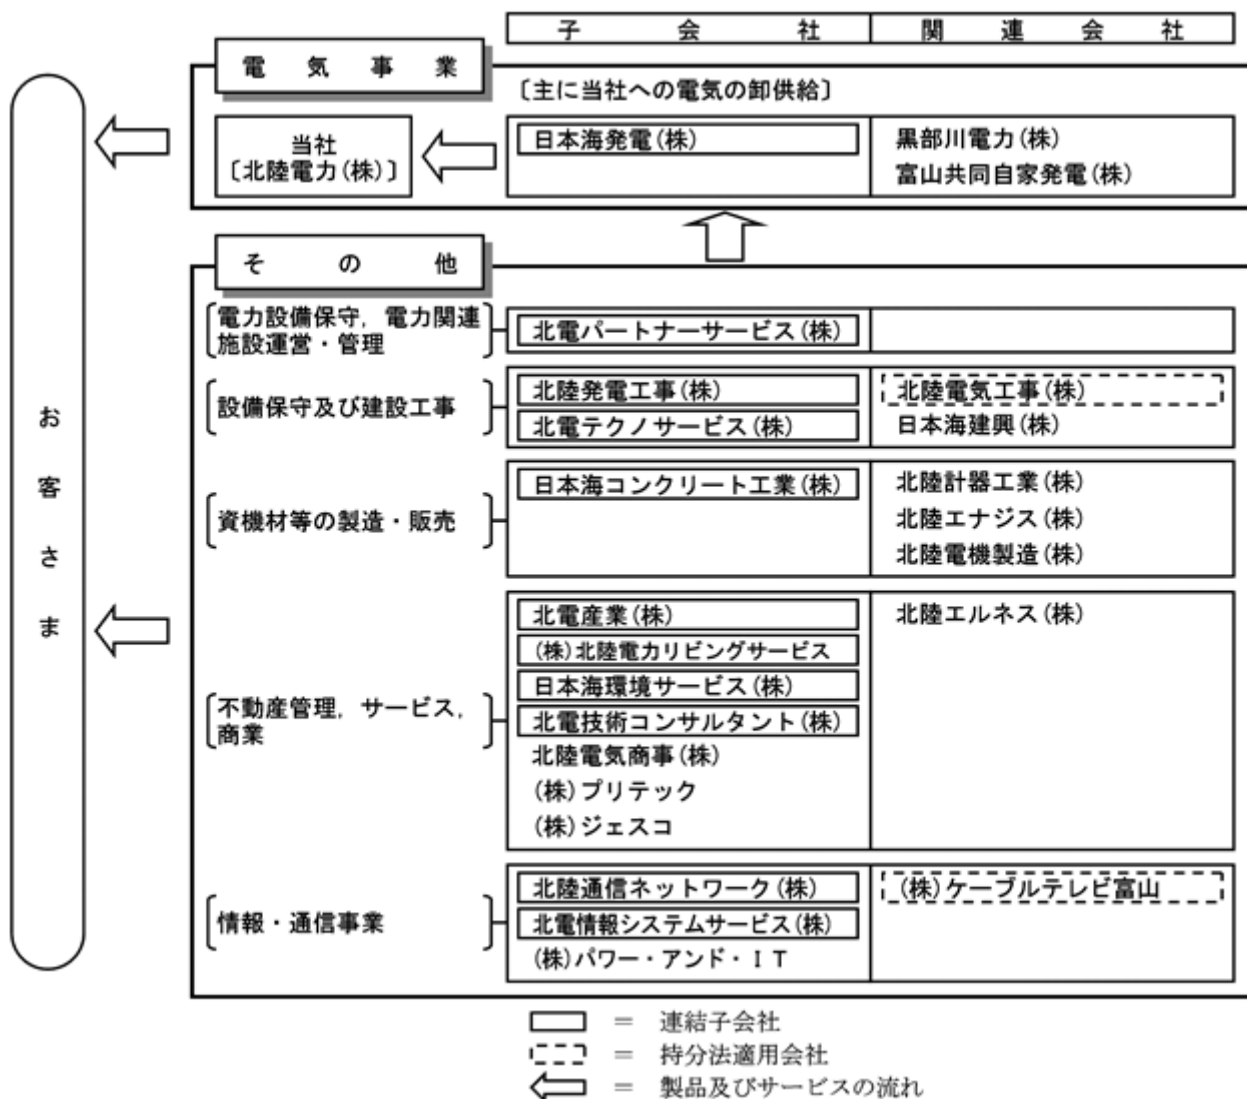 子会社 関連会社
電気事業
〔主に当社への電気の卸供給〕
当社
〔北陸電力(株)〕
日本海発電(株)
黒部川電力(株)
富山共同自家発電(株)
その他
電力設備保守，電力関連
施設運営・管理
北電パートナーサービス(株)
設備保守及び建設工事
北陸発電工事(株)
北電テクノサービス(株)
北陸電気工事(株)
日本海建興(株)
資機材等の製造・販売
日本海コンクリート工業(株)
北陸計器工業(株)
北陸エナジス(株)
北陸電機製造(株)
不動産管理，サービス，
商業
北電産業(株)
(株)北陸電力リビングサービス
日本海環境サービス(株)
北電技術コンサルタント(株)
北陸電気商事(株)
(株)プリテック
(株)ジェスコ
北陸エルネス(株)
情報・通信事業
北陸通信ネットワーク(株)
北電情報システムサービス(株)
(株)パワー・アンド・ＩＴ
(株)ケーブルテレビ富山
お客さま
＝ 連結子会社
＝ 持分法適用会社
＝ 製品及びサービスの流れ